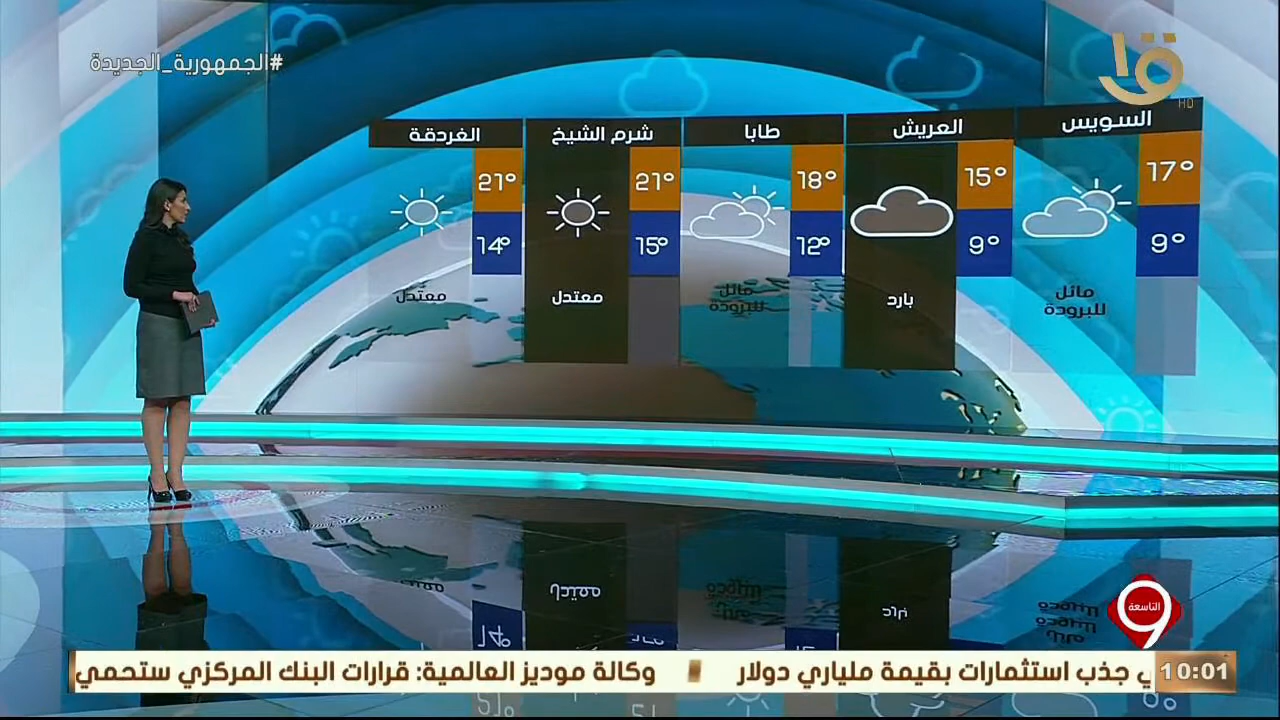 #الجمهورية_الجديدة
HD
السويس
17°
9°
مائل
للبرودة
العريش
15°
9°
بارد
طابا
18°
12°
مائل
للبرودة
شرم الشيخ
21°
15°
معتدل
الغردقة
21°
14°
معتدل
التاسعة
9
10:01
جذب استثمارات بقيمة ملياري دولار
وكالة موديز العالمية: قرارات البنك المركزي ستحمي